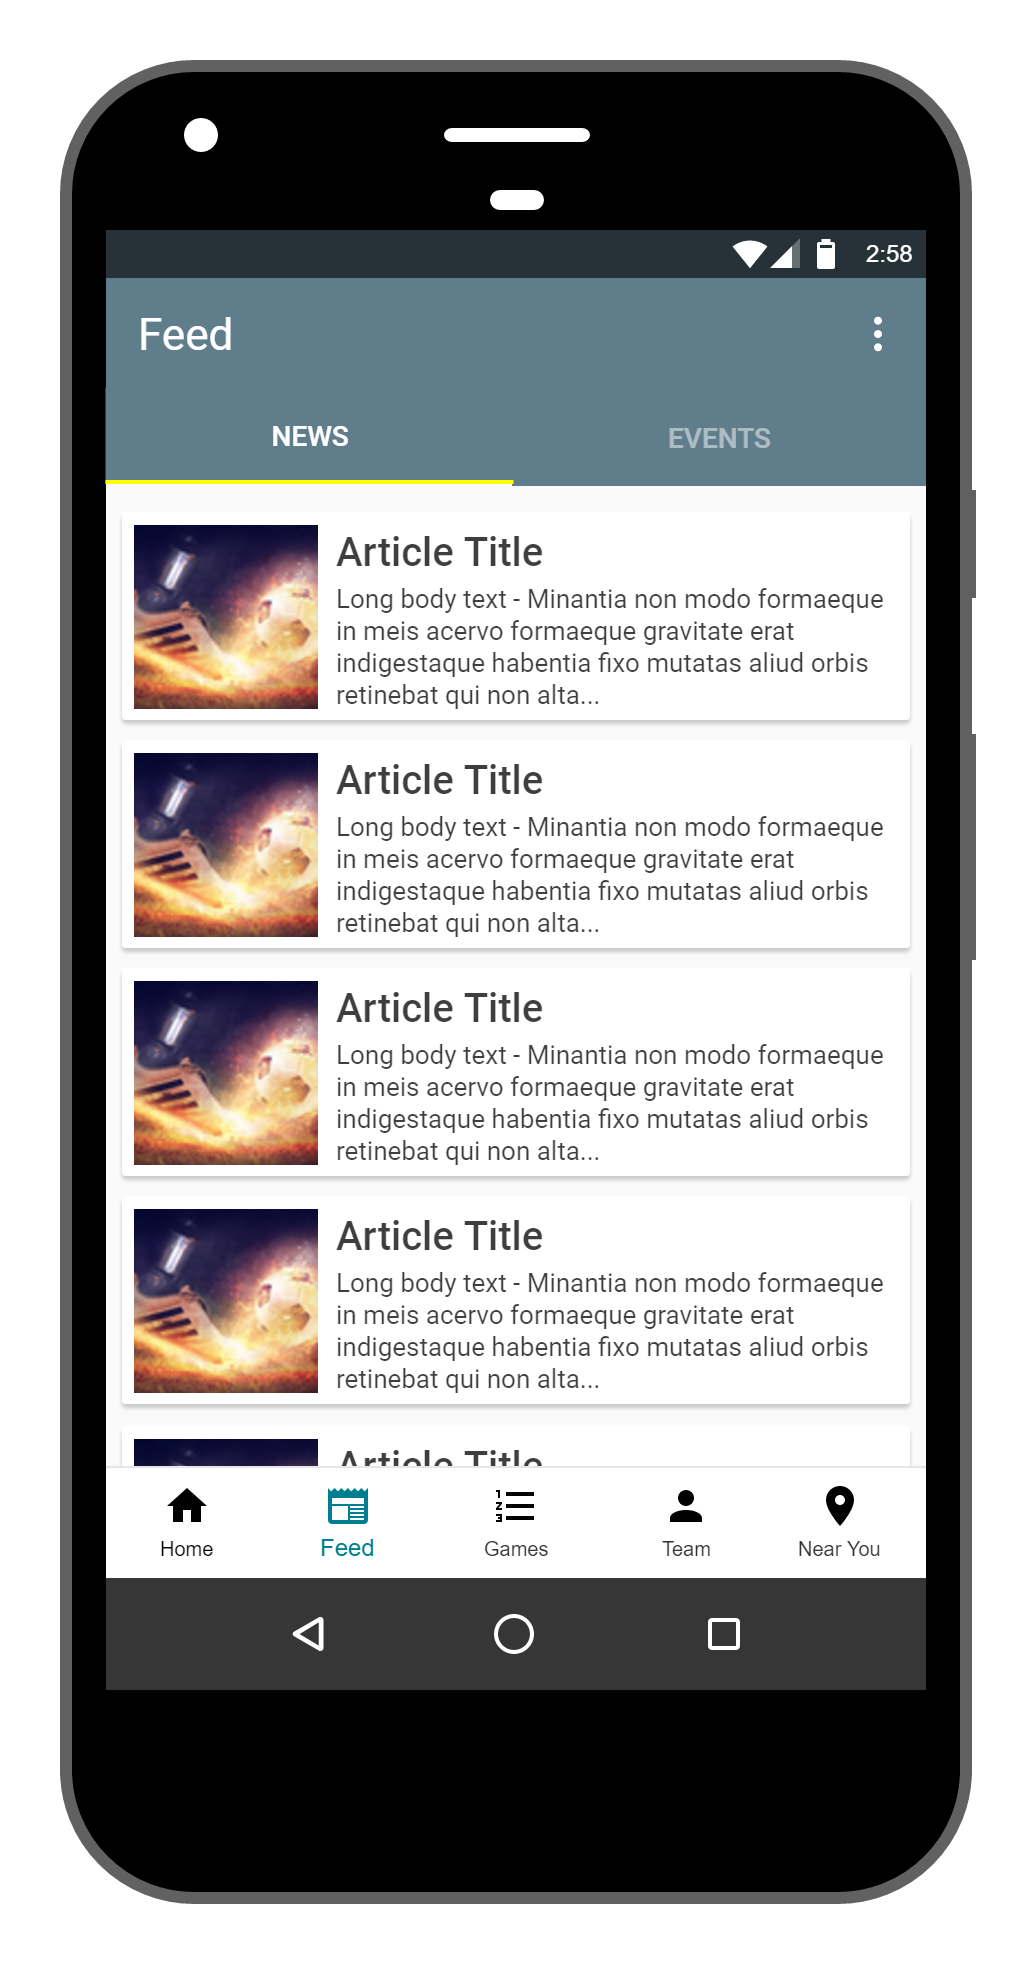 2:58
Feed
NEWS
EVENTS
Article Title
Long body text - Minantia non modo formaeque
in meis acervo formaeque gravitate erat
indigestaque habentia fixo mutatas aliud orbis
retinebat qui non alta...
Article Title
Long body text - Minantia non modo formaeque
in meis acervo formaeque gravitate erat
indigestaque habentia fixo mutatas aliud orbis
retinebat qui non alta...
Article Title
Long body text - Minantia non modo formaeque
in meis acervo formaeque gravitate erat
indigestaque habentia fixo mutatas aliud orbis
retinebat qui non alta...
Article Title
Long body text - Minantia non modo formaeque
in meis acervo formaeque gravitate erat
indigestaque habentia fixo mutatas aliud orbis
retinebat qui non alta...
Article Title
1
2
3
Home
Feed
Games
Team
Near You